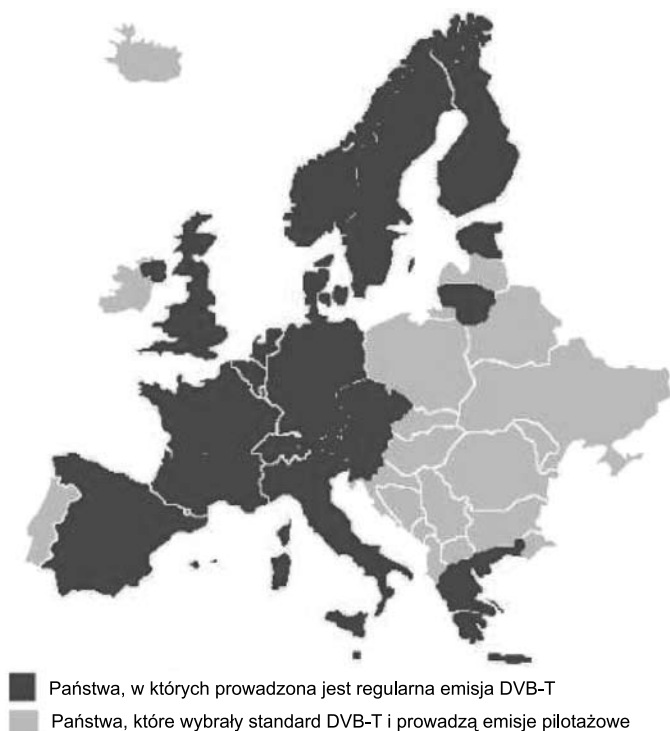 Państwa, w których prowadzona jest regularna emisja DVB-T
Państwa, które wybrały standard DVB-T i prowadzą emisje pilotażowe